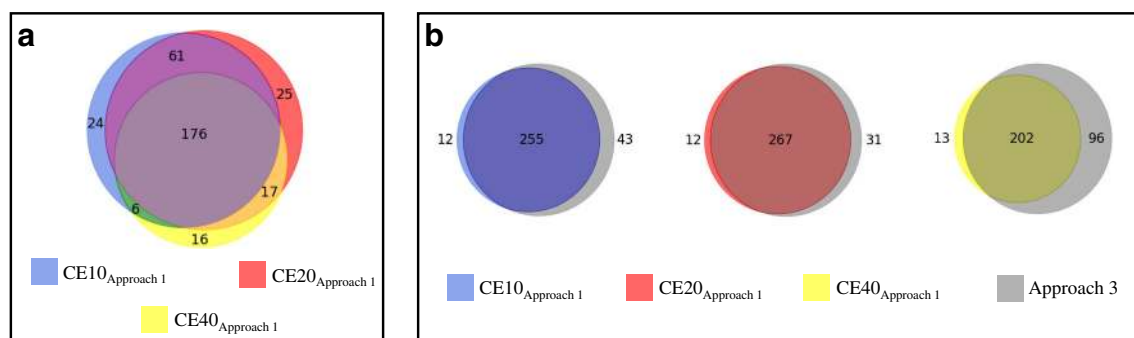 a
61
25
24
176
17
6
16
CE10Approach 1
CE20Approach 1
CE40Approach 1
b
12 255 43
12 267 31
13 202 96
CE10Approach 1 CE20Approach 1 CE40Approach 1 Approach 3